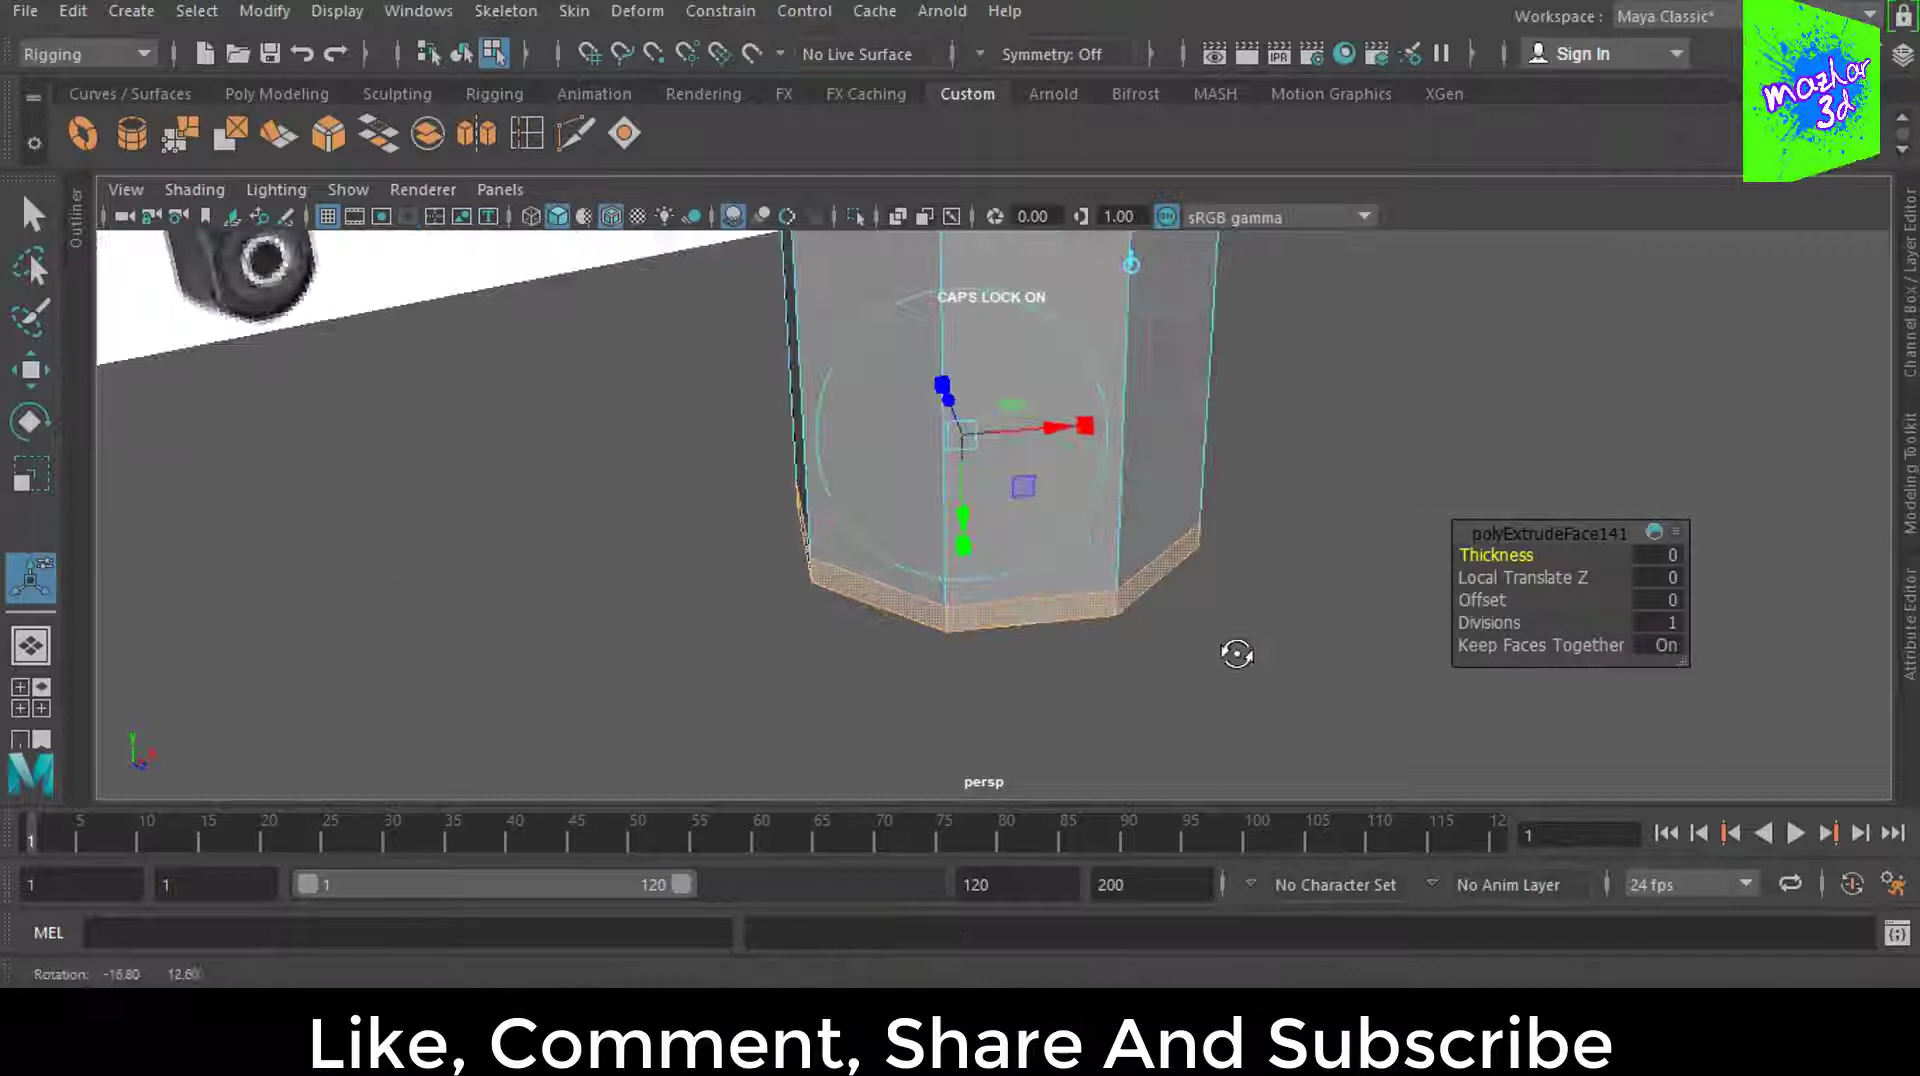 File Edit Create Select Modify Display Windows Skeleton Skin Deform Constrain Control Cache Arnold Help
Workspace : Maya Classic*
Rigging
No Live Surface
Symmetry: Off
IPR
Sign In
Curves / Surfaces Poly Modeling Sculpting Rigging Animation Rendering FX FX Caching Custom Arnold Bifrost MASH Motion Graphics XGen
mazhar
3d
View Shading Lighting Show Renderer Panels
0.00 1.00 ON sRGB gamma
Outliner
Channel Box / Layer Editor
Modeling Toolkit
Attribute Editor
CAPS LOCK ON
polyExtrudeFace141
Thickness 0
Local Translate Z 0
Offset 0
Divisions 1
Keep Faces Together On
persp
5 10 15 20 25 30 35 40 45 50 55 60 65 70 75 80 85 90 95 100 105 110 115 12
1
1
1 1 1 120 120 200 No Character Set No Anim Layer 24 fps
MEL
Rotation: -16.80 12.60
Like, Comment, Share And Subscribe